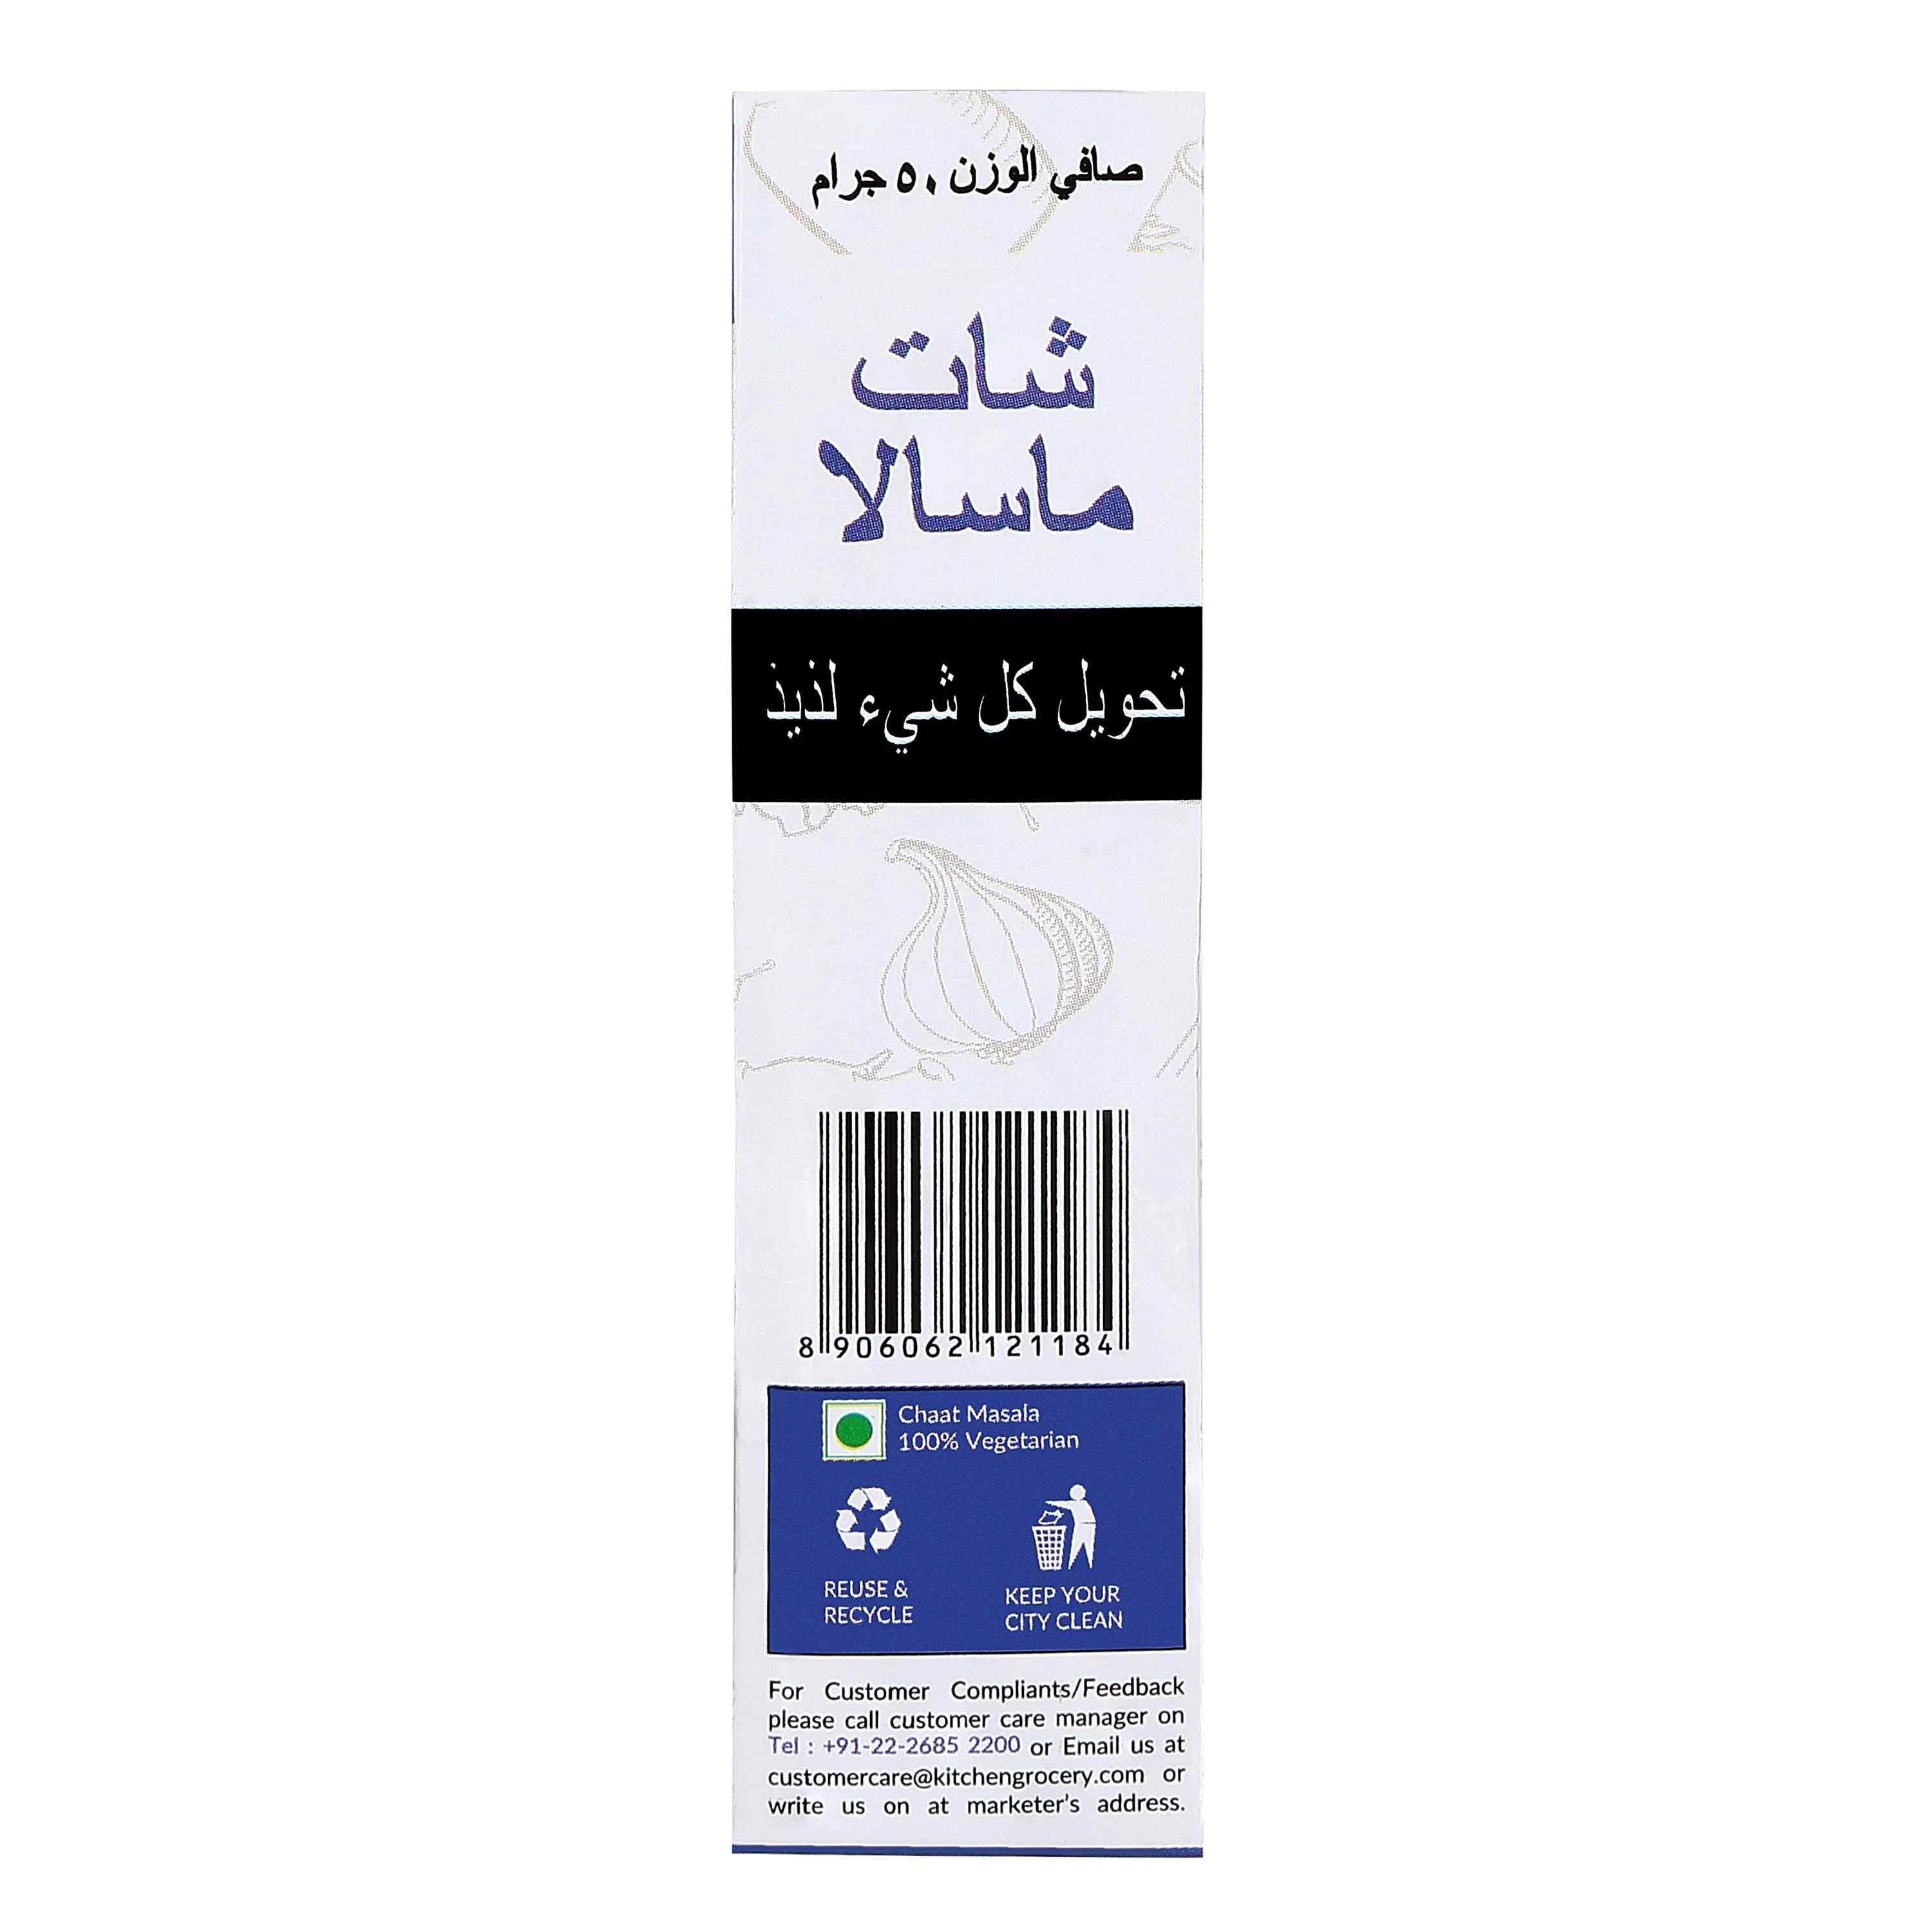 صافي الوزن ٥٠ جرام
شات
ماسالا
تحويل كل شيء لذيذ
8 906062 121184
Chaat Masala
100% Vegetarian
REUSE &
RECYCLE
KEEP YOUR
CITY CLEAN
For Customer Compliants/Feedback
please call customer care manager on
Tel : +91-22-2685 2200 or Email us at
customercare@kitchengrocery.com or
write us on at marketer's address.